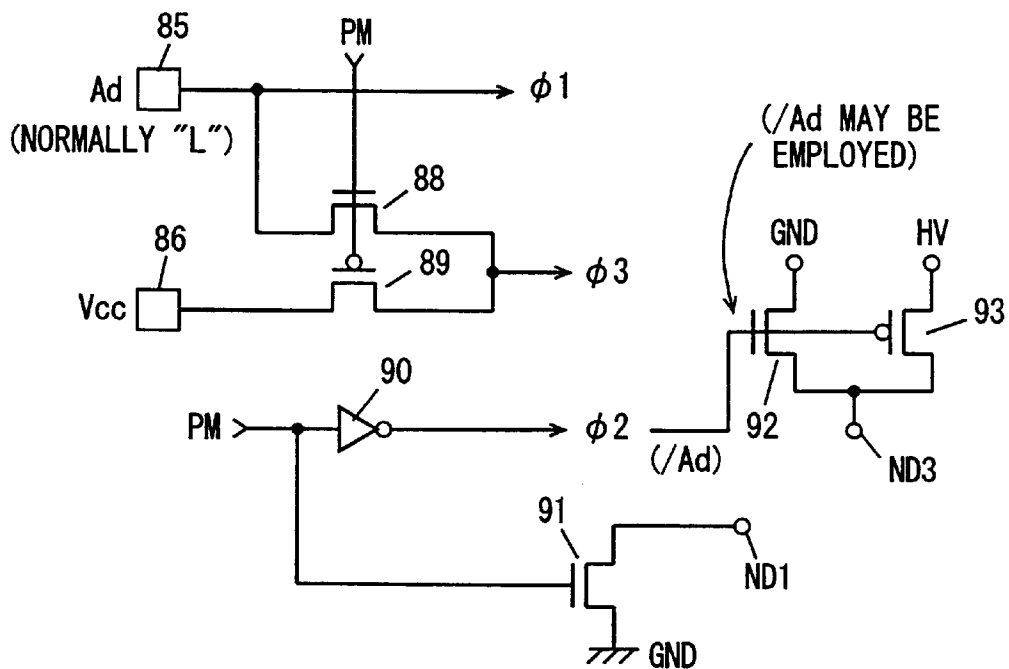 85
PM
Ad
φ1
(NORMALLY "L")
(/Ad MAY BE
EMPLOYED)
88
86
GND
HV
89
φ3
Vcc
93
90
PM
φ2
92
(/Ad)
ND3
91
ND1
GND